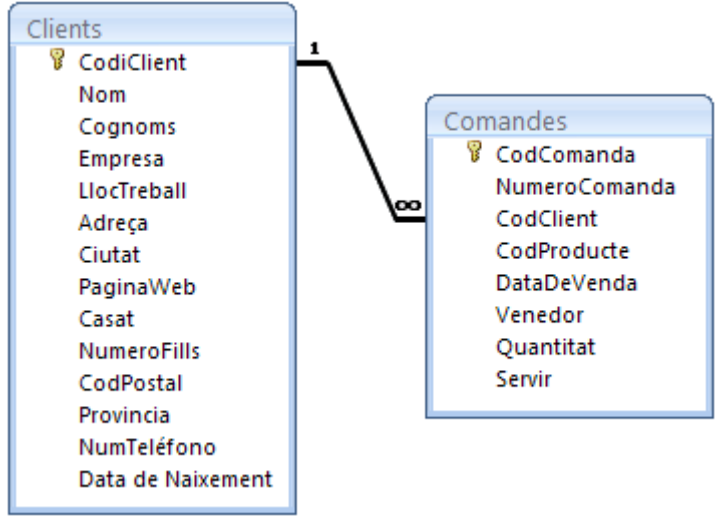 Clients
CodiClient
Nom
Cognoms
Empresa
LlocTreball
Adreça
Ciutat
PaginaWeb
Casat
NumeroFills
CodPostal
Provincia
NumTeléfono
Data de Naixement
1
∞
Comandes
CodComanda
NumeroComanda
CodClient
CodProducte
DataDeVenda
Venedor
Quantitat
Servir